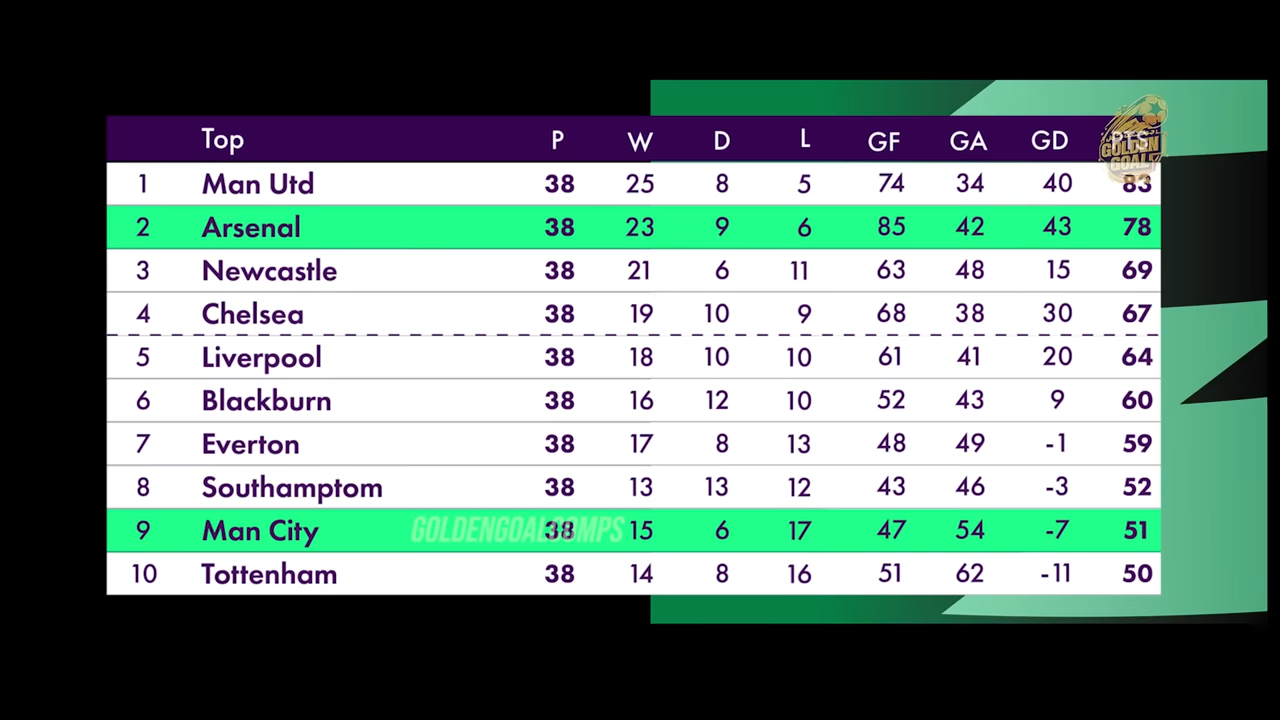 Top P W D L GF GA GD PTS
1 Man Utd 38 25 8 5 74 34 40 83
2 Arsenal 38 23 9 6 85 42 43 78
3 Newcastle 38 21 6 11 63 48 15 69
4 Chelsea 38 19 10 9 68 38 30 67
5 Liverpool 38 18 10 10 61 41 20 64
6 Blackburn 38 16 12 10 52 43 9 60
7 Everton 38 17 8 13 48 49 -1 59
8 Southamptom 38 13 13 12 43 46 -3 52
9 Man City 38 15 6 17 47 54 -7 51
10 Tottenham 38 14 8 16 51 62 -11 50
GOLDENGOALCOMPS
GOLDEN
GOAL